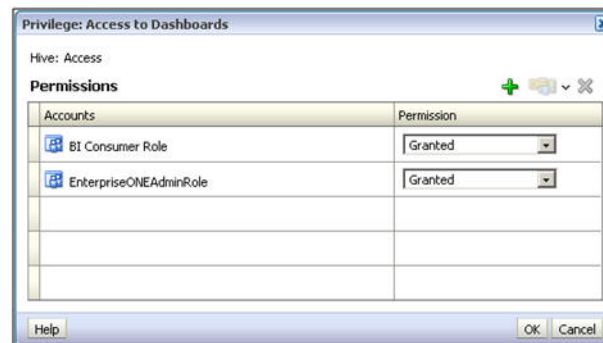 Privilege: Access to Dashboards
Hive: Access
Permissions
Accounts Permission
BI Consumer Role Granted
EnterpriseONEAdminRole Granted
Help OK Cancel